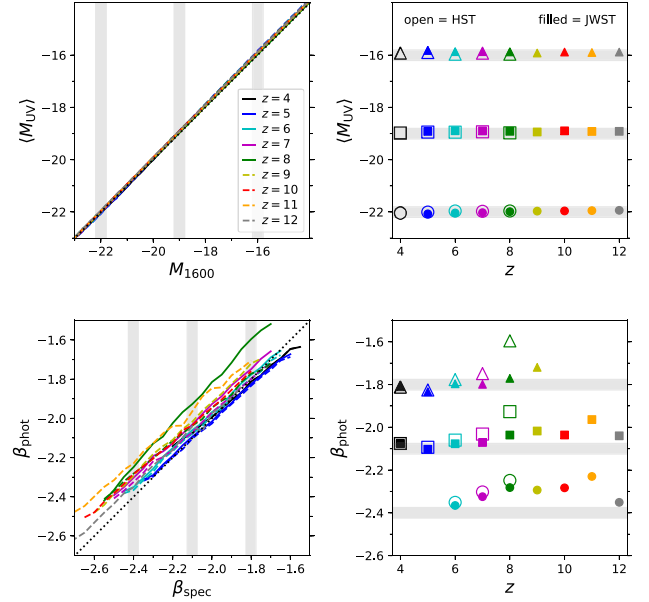 open = HST filled = JWST
−16
−18
−20
−22
⟨M_UV⟩
−22 −20 −18 −16
M_1600
z = 4
z = 5
z = 6
z = 7
z = 8
z = 9
z = 10
z = 11
z = 12
−16
−18
−20
−22
⟨M_UV⟩
4 6 8 10 12
z
−1.6
−1.8
−2.0
−2.2
−2.4
−2.6
β_phot
−2.6 −2.4 −2.2 −2.0 −1.8 −1.6
β_spec
−1.6
−1.8
−2.0
−2.2
−2.4
−2.6
β_phot
4 6 8 10 12
z